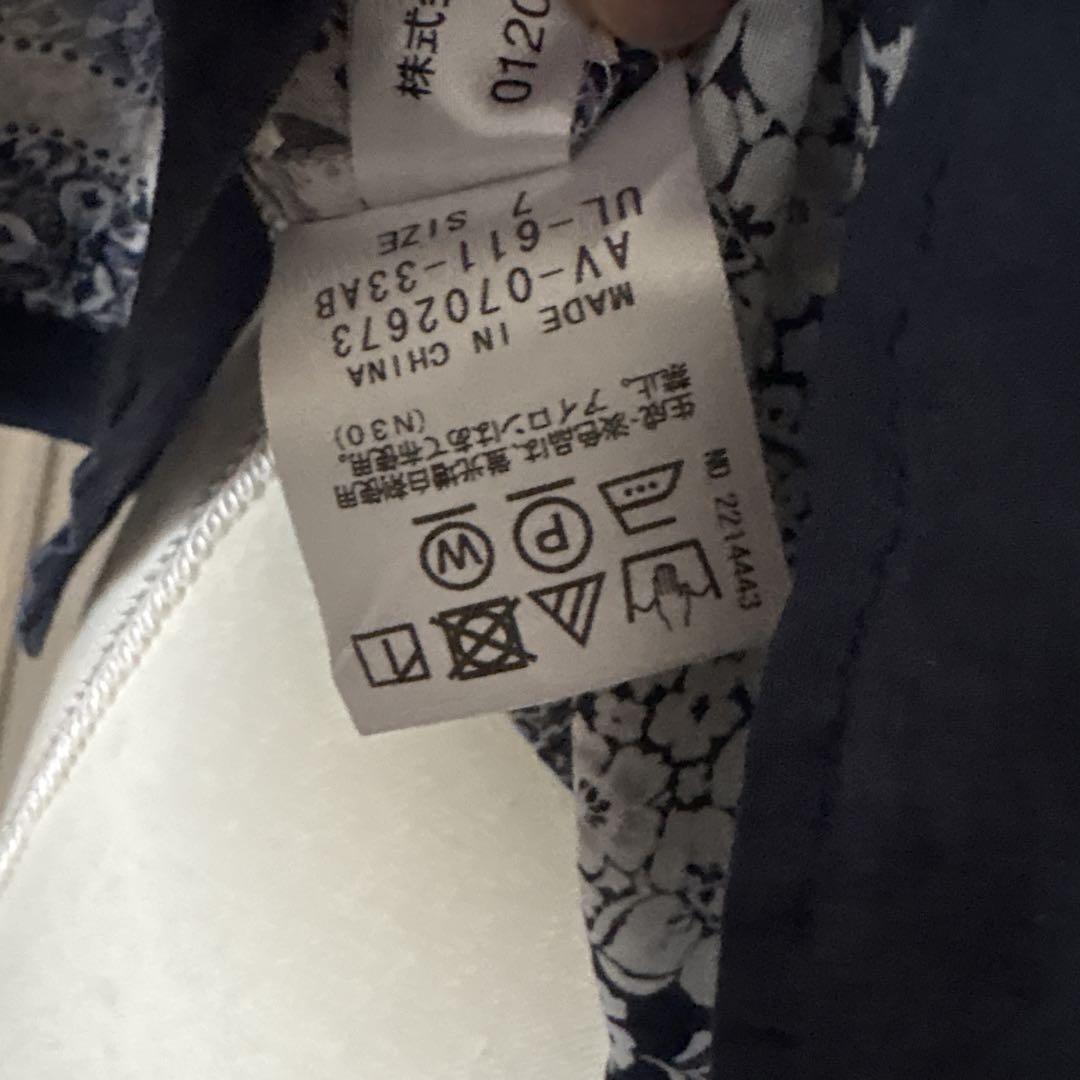 株式
012
NO 2214443
P W
生成、淡色品は、蛍光増白剤使用
禁止。アイロンはあて布使用。
(N30)
MADE IN CHINA
AV-0702673
UL-611-33AB
7 SIZE